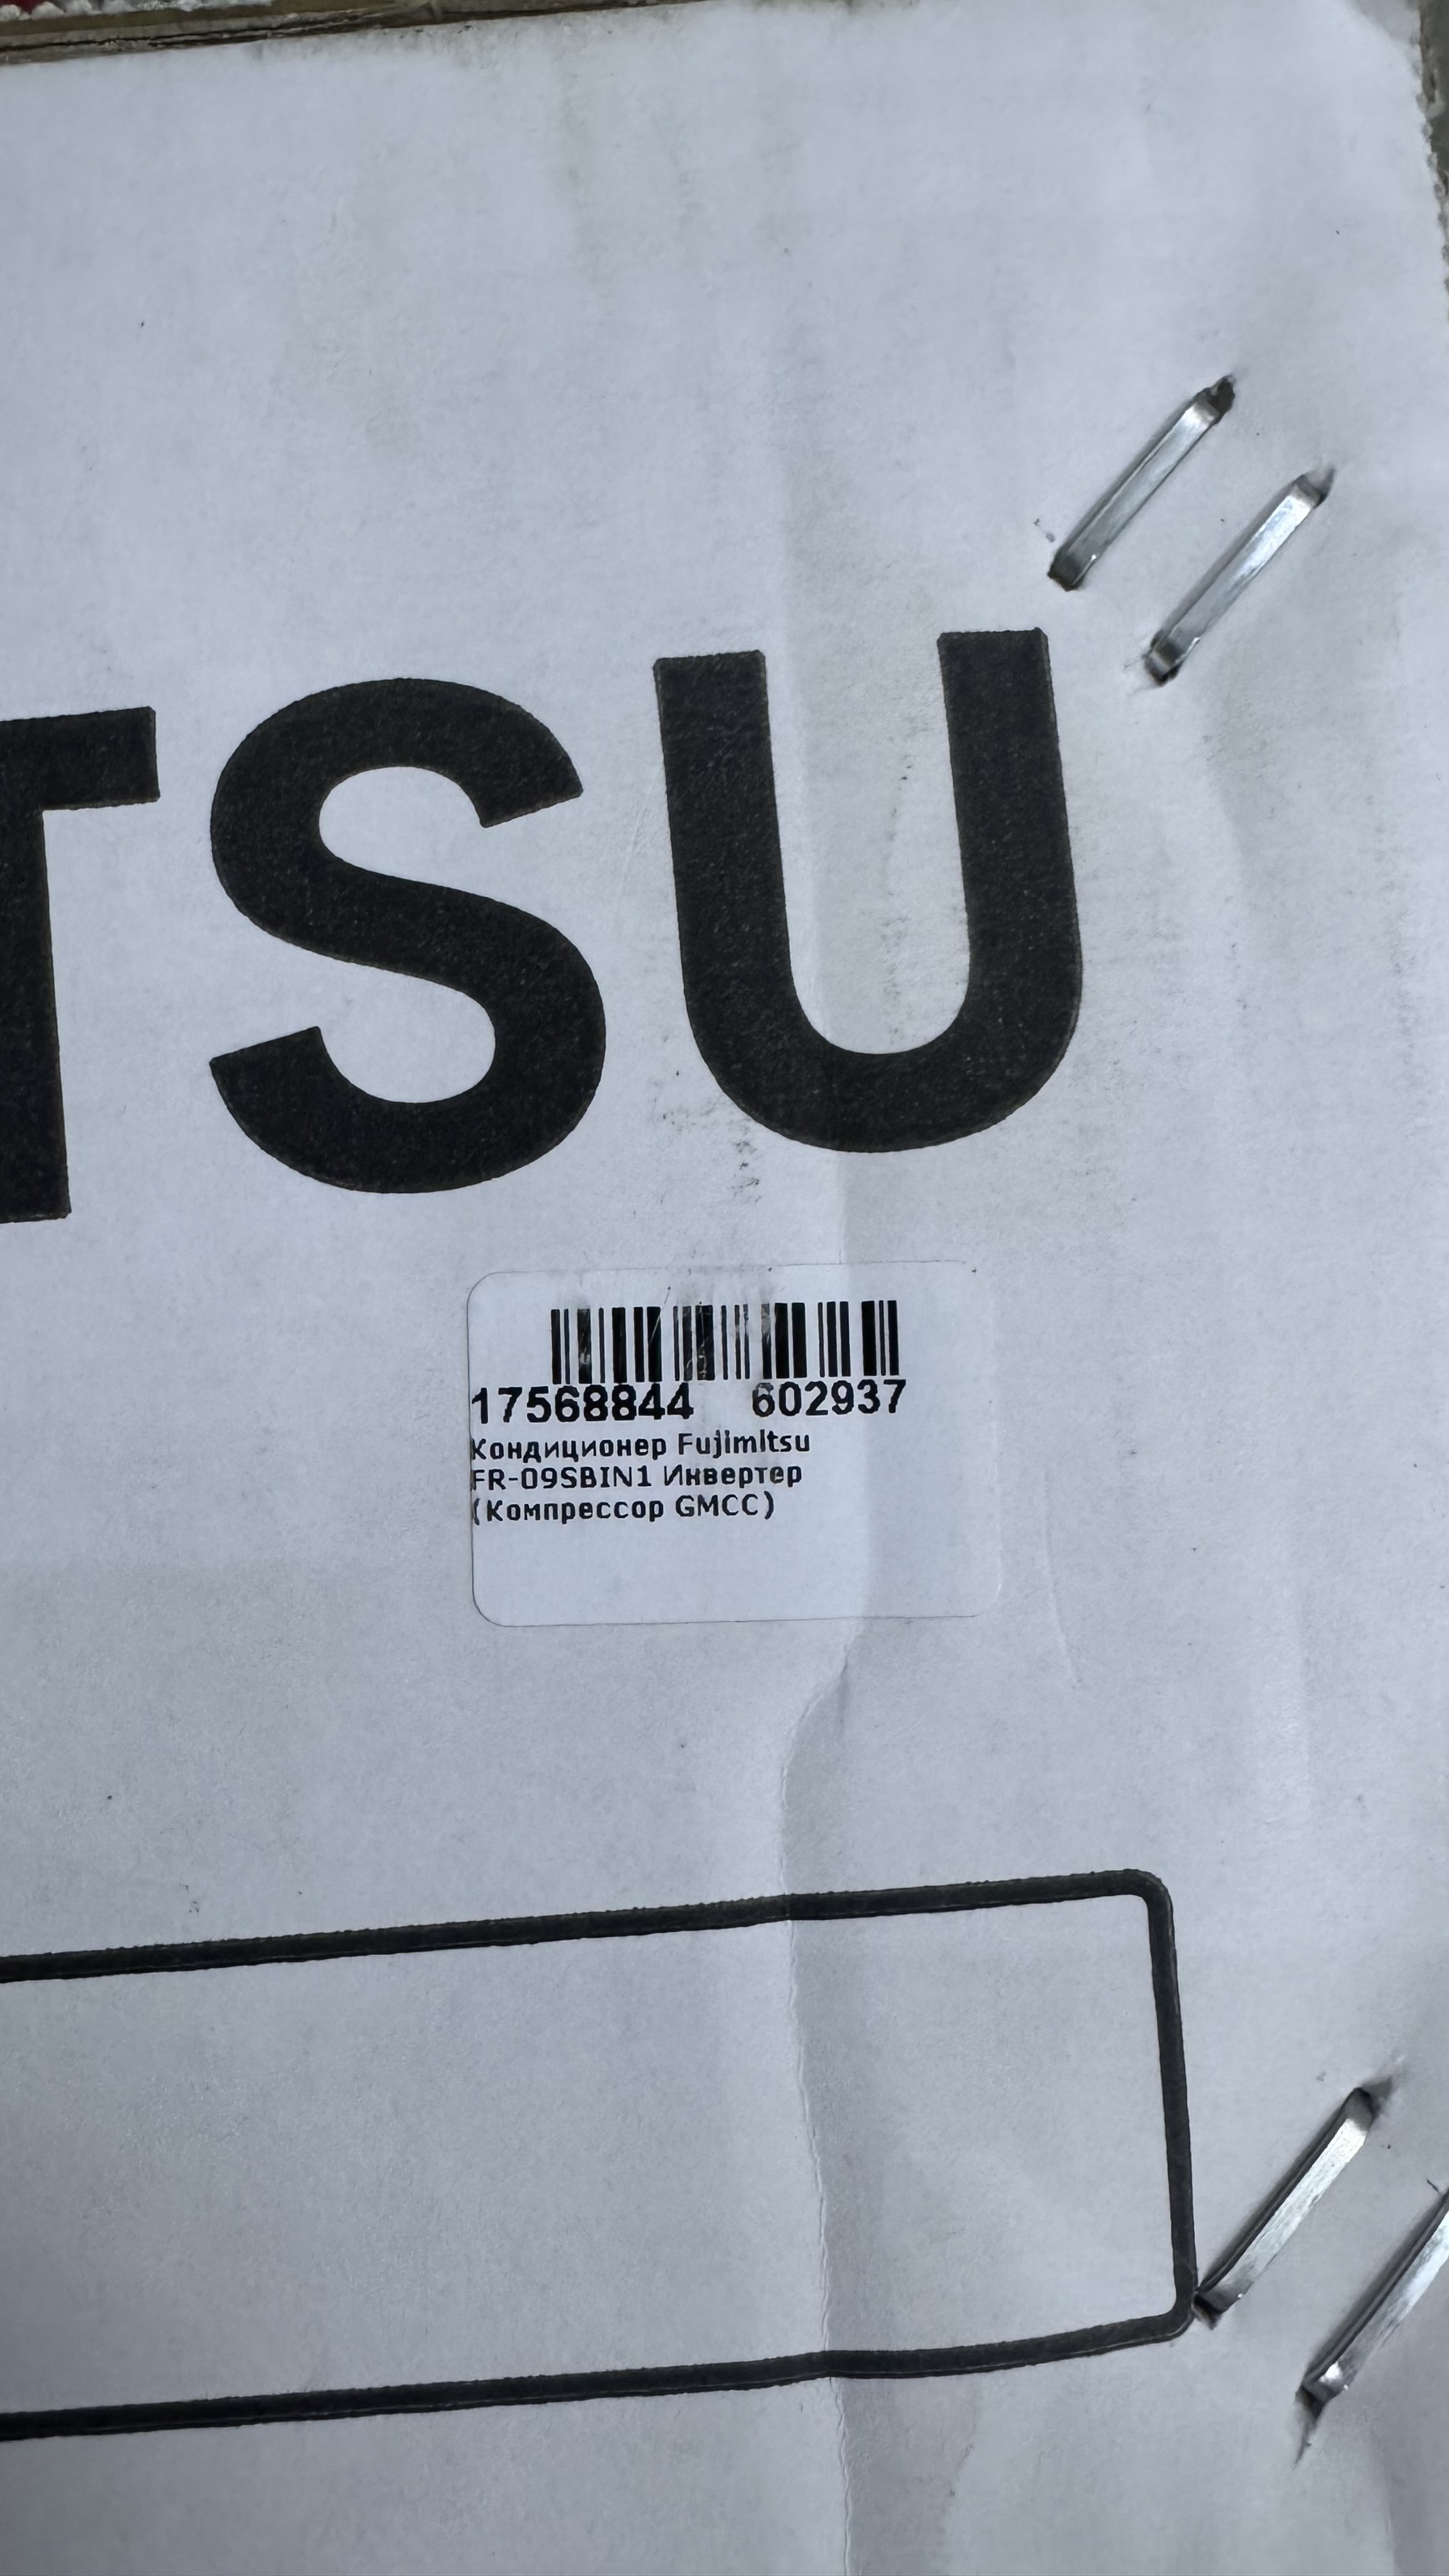 TSU
17568844 602937
Кондиционер Fujimitsu
FR-09SBIN1 Инвертер
(Компрессор GMCC)